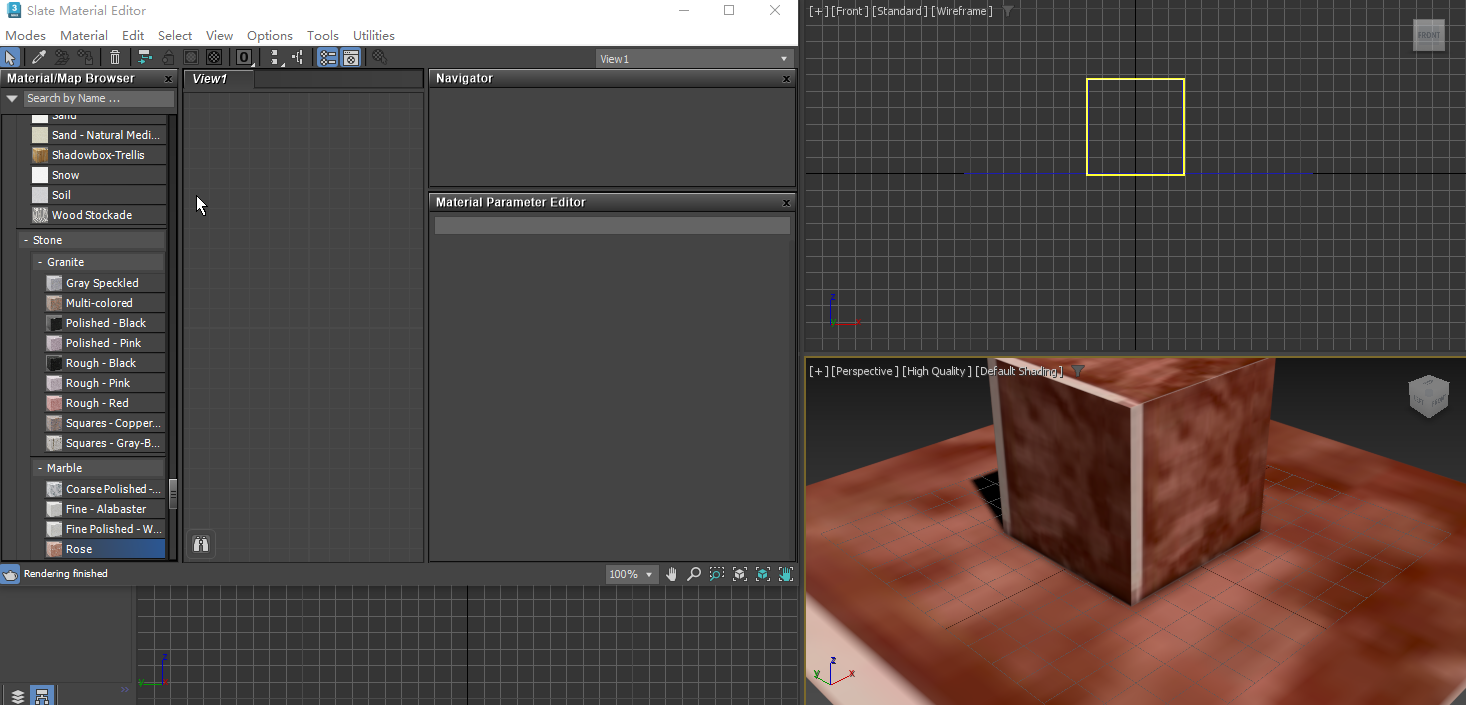 Slate Material Editor
Modes Material Edit Select View Options Tools Utilities
View1
Material/Map Browser x
Search by Name ...
Sand
Sand - Natural Medi...
Shadowbox-Trellis
Snow
Soil
Wood Stockade
- Stone
- Granite
Gray Speckled
Multi-colored
Polished - Black
Polished - Pink
Rough - Black
Rough - Pink
Rough - Red
Squares - Copper...
Squares - Gray-B...
- Marble
Coarse Polished -...
Fine - Alabaster
Fine Polished - W...
Rose
View1
Navigator x
Material Parameter Editor x
Rendering finished
100%
[+] [Front] [Standard] [Wireframe]
FRONT
z
[+] [Perspective] [High Quality] [Default Shading]
LEFT FRONT
z
y x
z
y